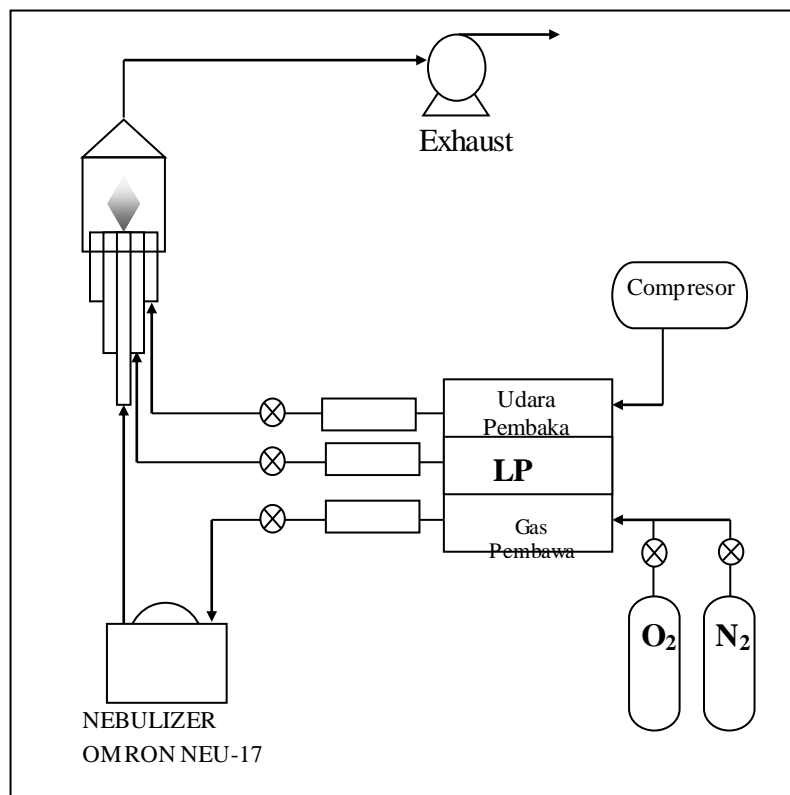 Exhaust
Compresor
Udara
Pembaka
LP
Gas
Pembawa
O₂ N₂
NEBULIZER
OMRON NEU-17